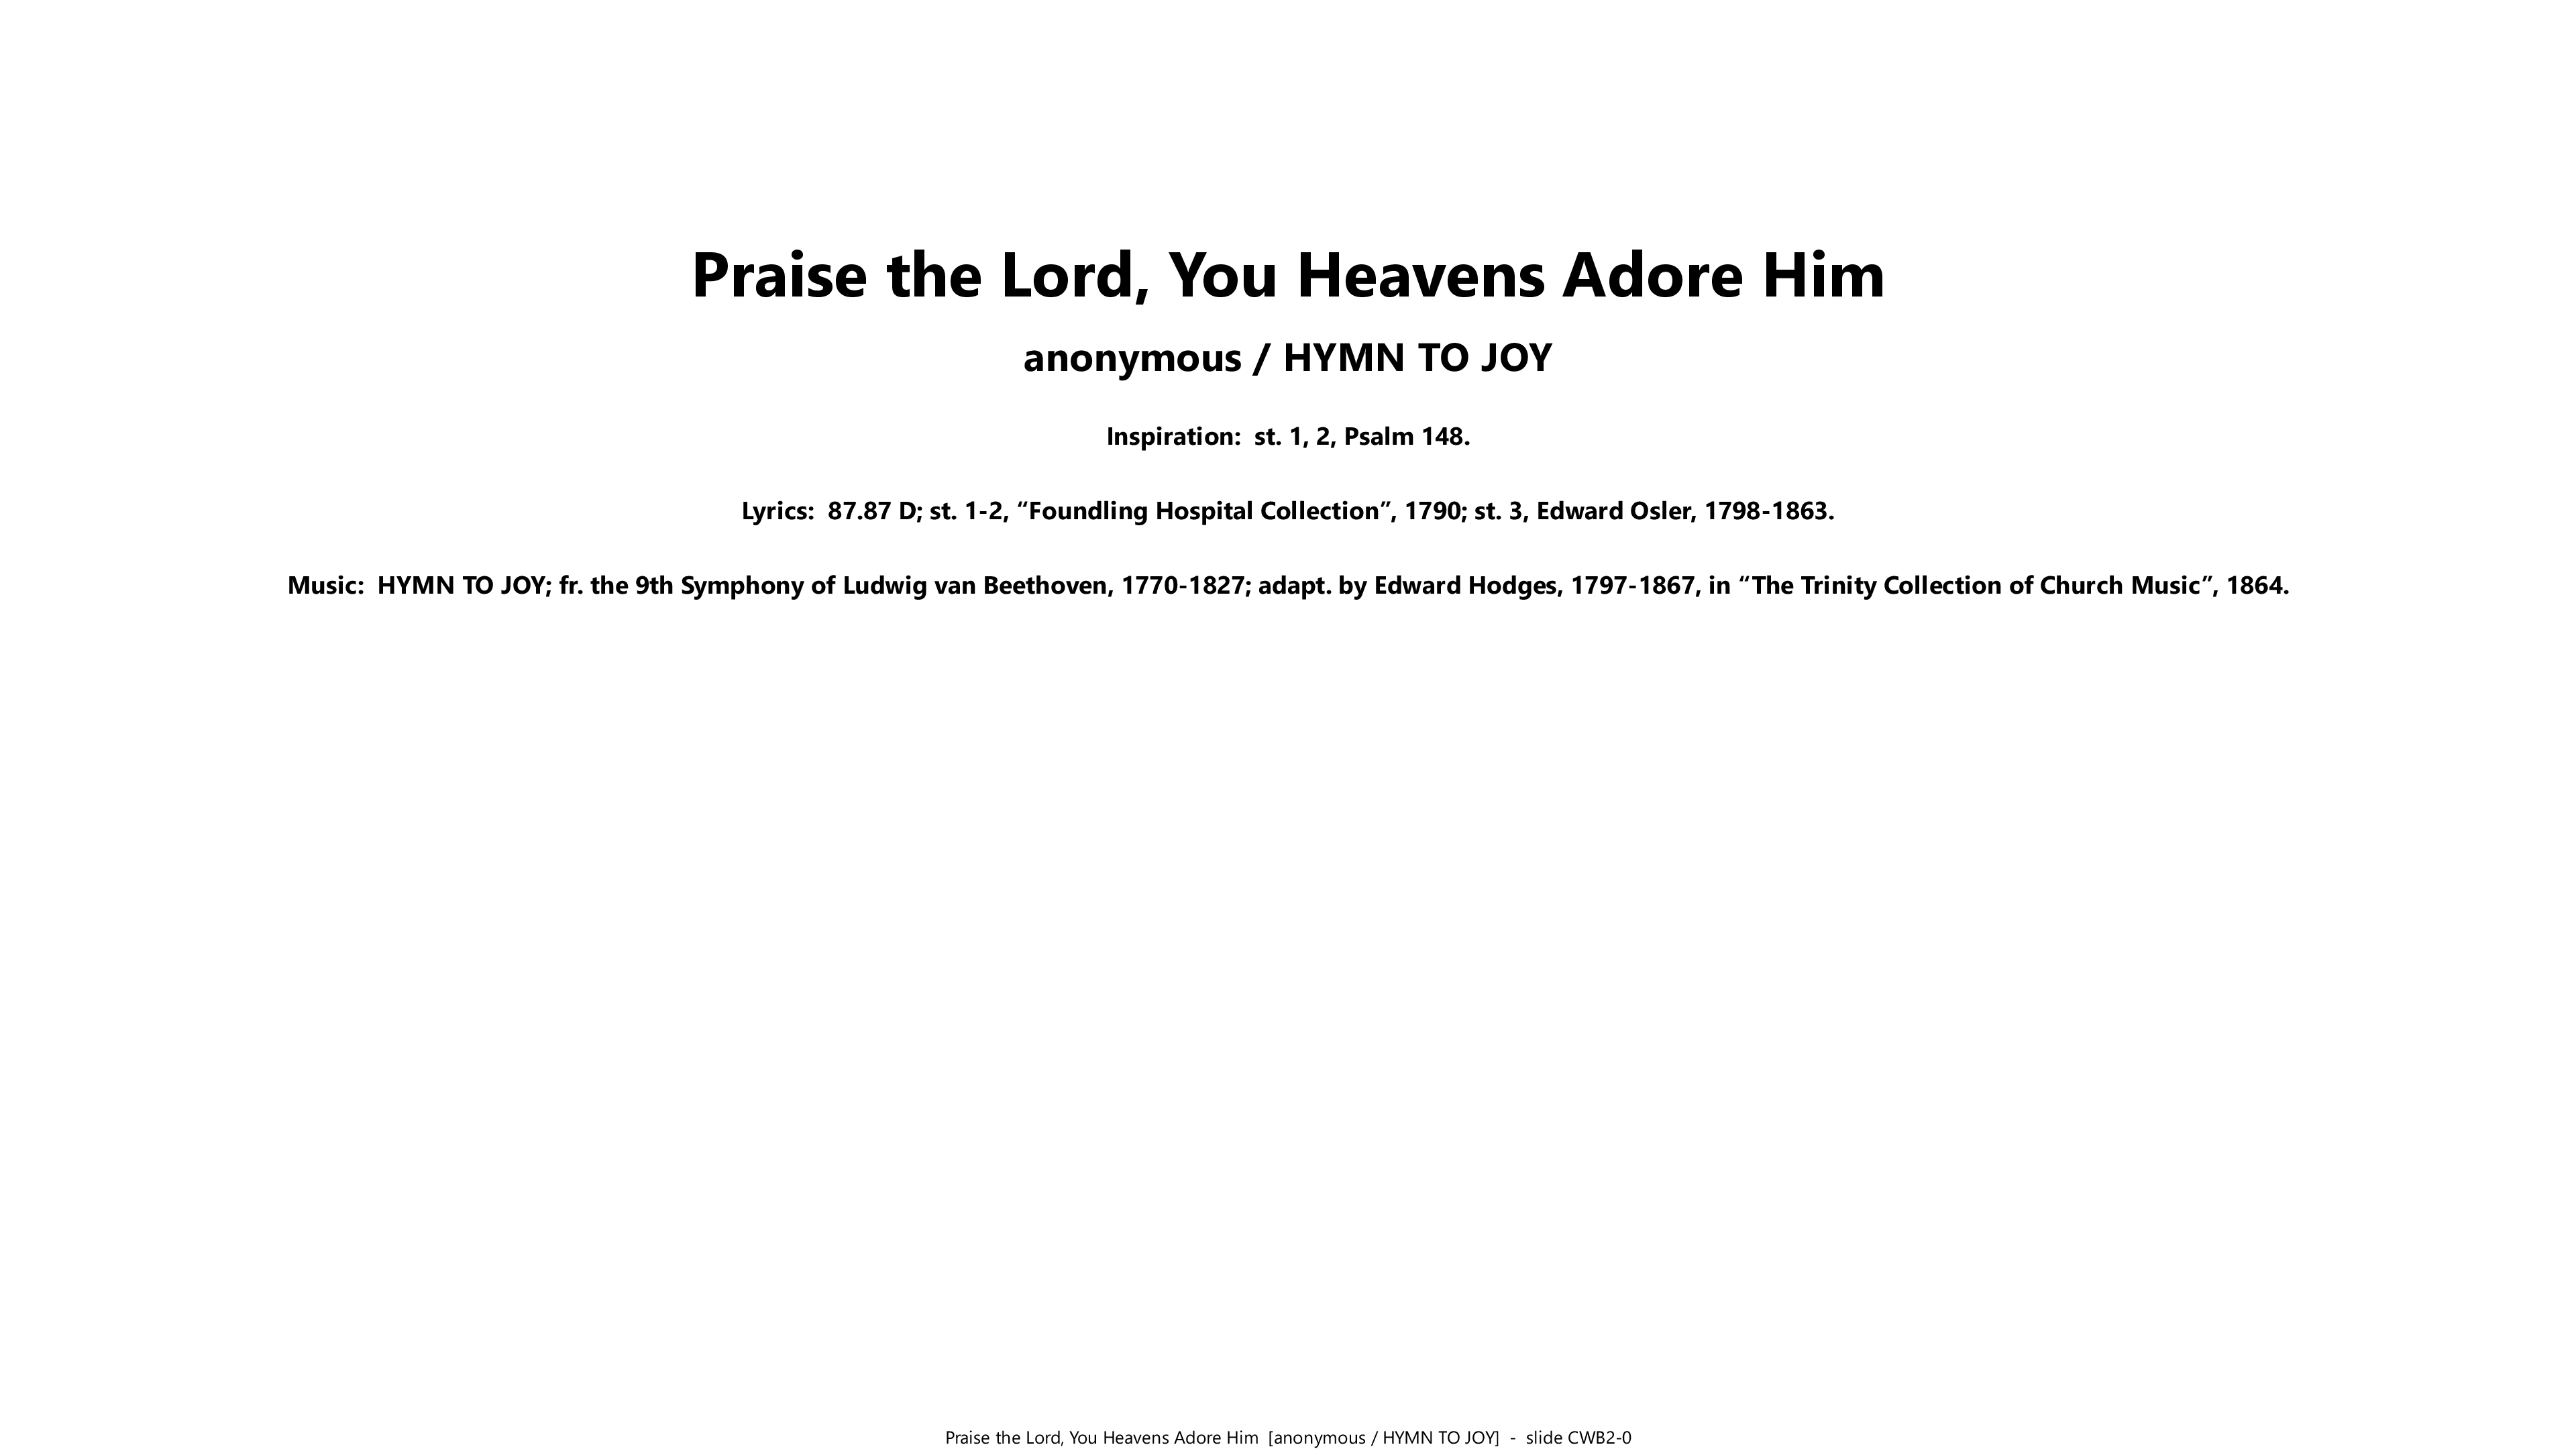 Praise the Lord, You Heavens Adore Him
anonymous / HYMN TO JOY
Inspiration:  st. 1, 2, Psalm 148.
Lyrics:  87.87 D; st. 1-2, “Foundling Hospital Collection”, 1790; st. 3, Edward Osler, 1798-1863.
Music:  HYMN TO JOY; fr. the 9th Symphony of Ludwig van Beethoven, 1770-1827; adapt. by Edward Hodges, 1797-1867, in “The Trinity Collection of Church Music”, 1864.
Praise the Lord, You Heavens Adore Him  [anonymous / HYMN TO JOY]  -  slide CWB2-0